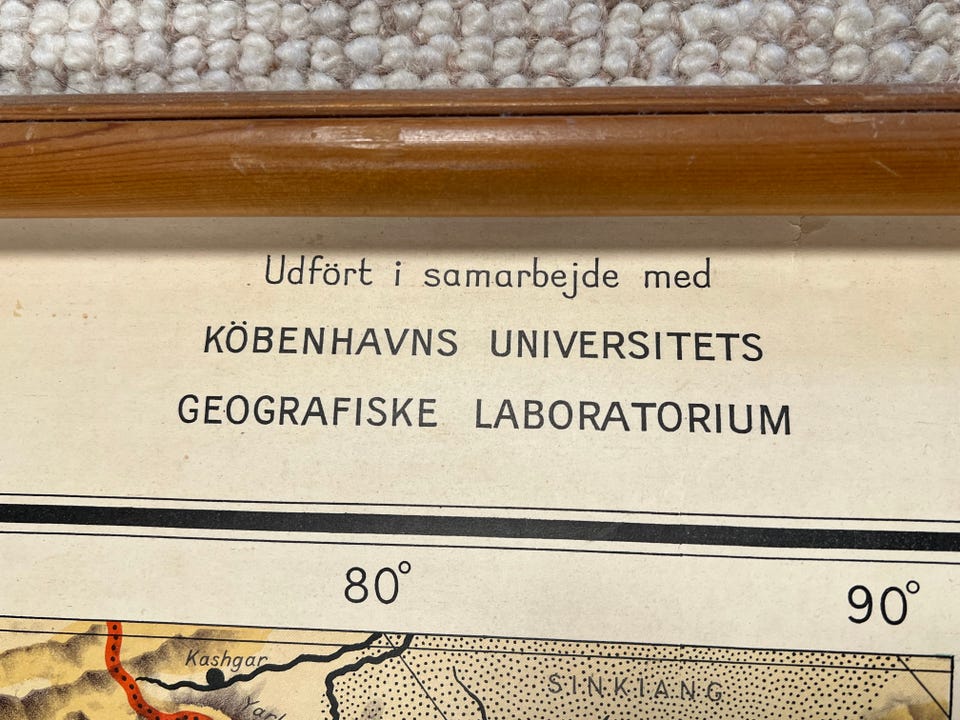 Udfört i samarbejde med
KÖBENHAVNS UNIVERSITETS
GEOGRAFISKE LABORATORIUM
80° 90°
Kashgar
SINKIANG